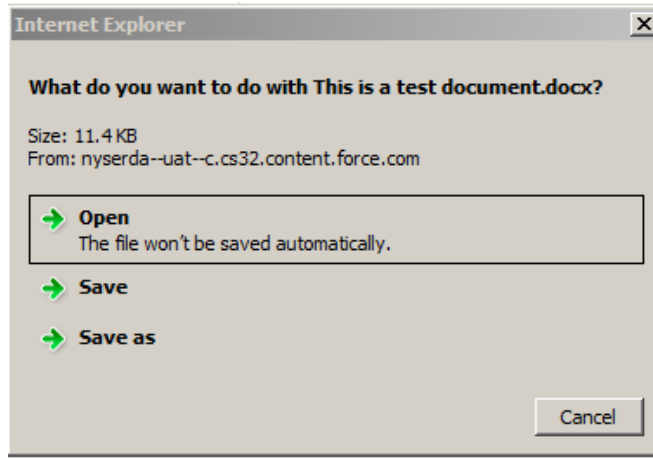 Internet Explorer
What do you want to do with This is a test document.docx?
Size: 11.4 KB
From: nyserda--uat--c.cs32.content.force.com
Open
The file won't be saved automatically.
Save
Save as
Cancel